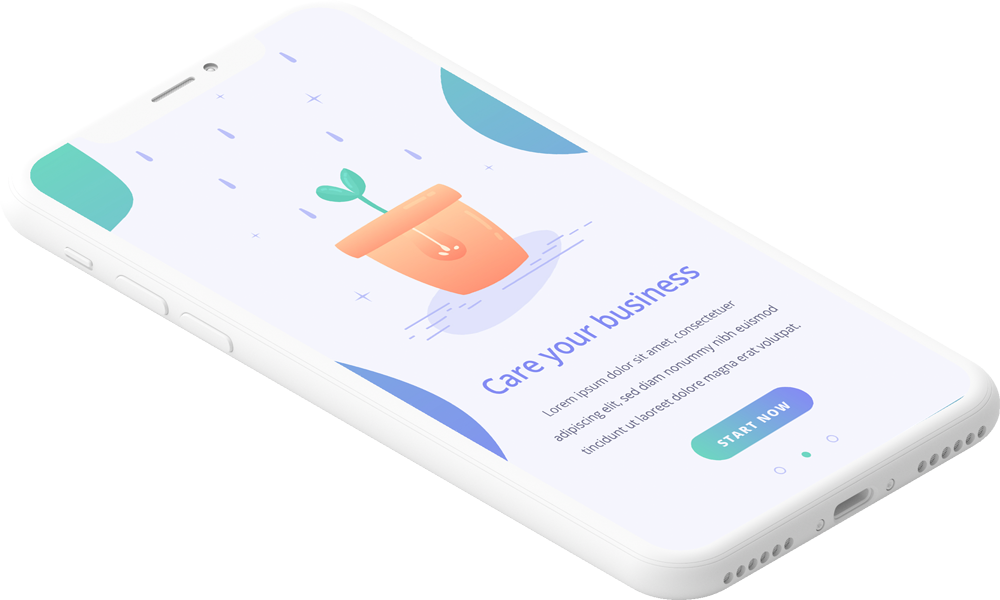 Care your business
Lorem ipsum dolor sit amet, consectetuer
adipiscing elit, sed diam nonummy nibh euismod
tincidunt ut laoreet dolore magna erat volutpat.
START NOW